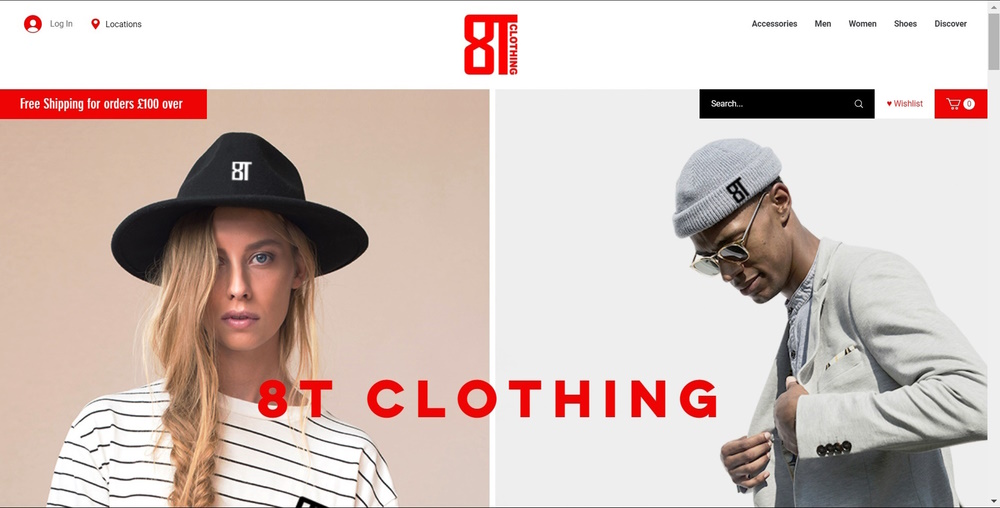 Log In
Locations
8T CLOTHING
Accessories
Men
Women
Shoes
Discover
Free Shipping for orders £100 over
Search...
♥ Wishlist
0
8T
8T
8T CLOTHING